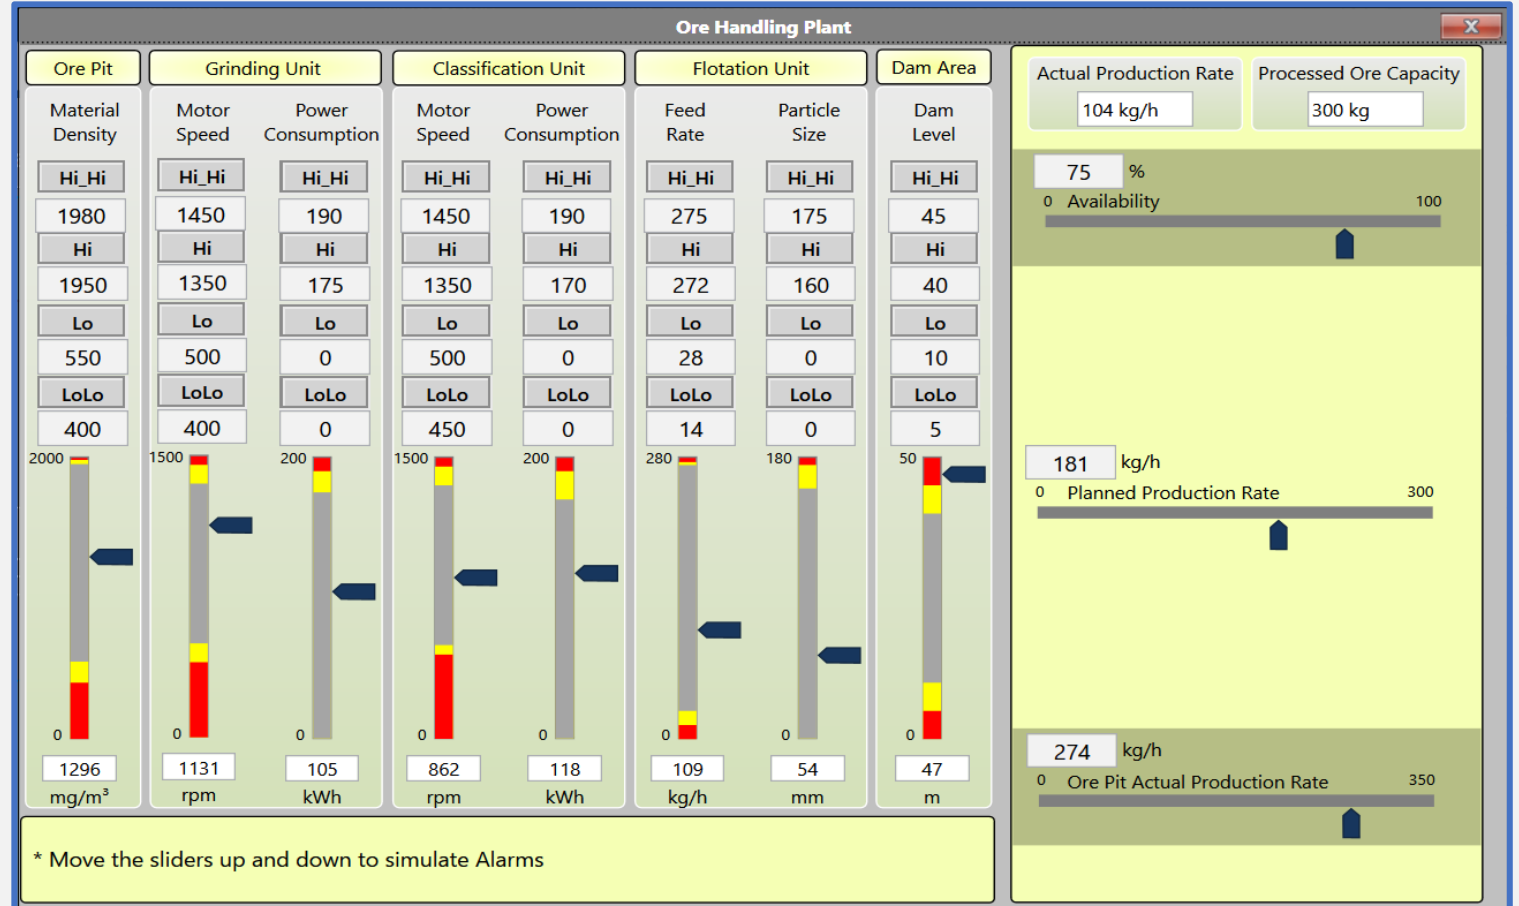 Ore Handling Plant
X
Ore Pit
Grinding Unit
Classification Unit
Flotation Unit
Dam Area
Material Density
Motor Speed
Power Consumption
Motor Speed
Power Consumption
Feed Rate
Particle Size
Dam Level
Hi_Hi Hi_Hi Hi_Hi Hi_Hi Hi_Hi Hi_Hi Hi_Hi Hi_Hi
1980 1450 190 1450 190 275 175 45
Hi Hi Hi Hi Hi Hi Hi Hi
1950 1350 175 1350 170 272 160 40
Lo Lo Lo Lo Lo Lo Lo Lo
550 500 0 500 0 28 0 10
LoLo LoLo LoLo LoLo LoLo LoLo LoLo LoLo
400 400 0 450 0 14 0 5
2000 1500 200 1500 200 280 180 50
0 0 0 0 0 0 0 0
1296 1131 105 862 118 109 54 47
mg/m³ rpm kWh rpm kWh kg/h mm m
* Move the sliders up and down to simulate Alarms
Actual Production Rate
104 kg/h
Processed Ore Capacity
300 kg
75 %
0 Availability 100
181 kg/h
0 Planned Production Rate 300
274 kg/h
0 Ore Pit Actual Production Rate 350